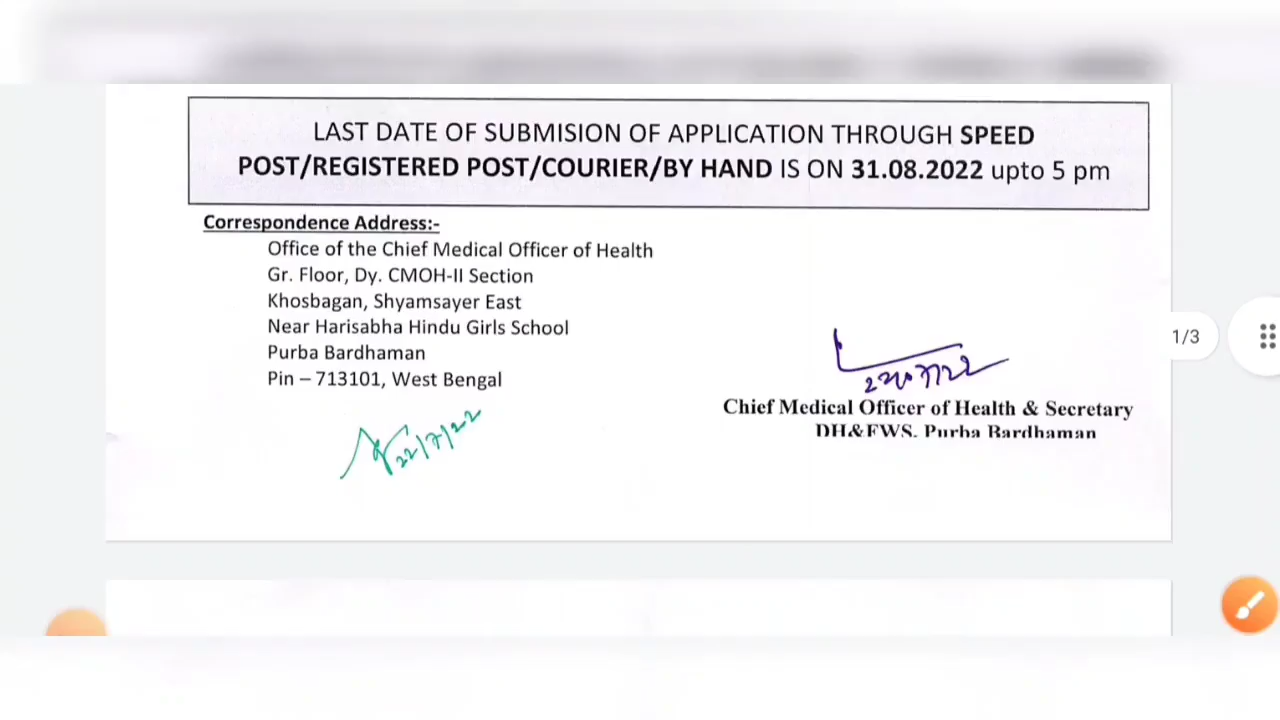 LAST DATE OF SUBMISION OF APPLICATION THROUGH SPEED
POST/REGISTERED POST/COURIER/BY HAND IS ON 31.08.2022 upto 5 pm
Correspondence Address:-
Office of the Chief Medical Officer of Health
Gr. Floor, Dy. CMOH-II Section
Khosbagan, Shyamsayer East
Near Harisabha Hindu Girls School
Purba Bardhaman
Pin – 713101, West Bengal
22/7/22
Chief Medical Officer of Health & Secretary
DH&FWS. Purba Bardhaman
1/3